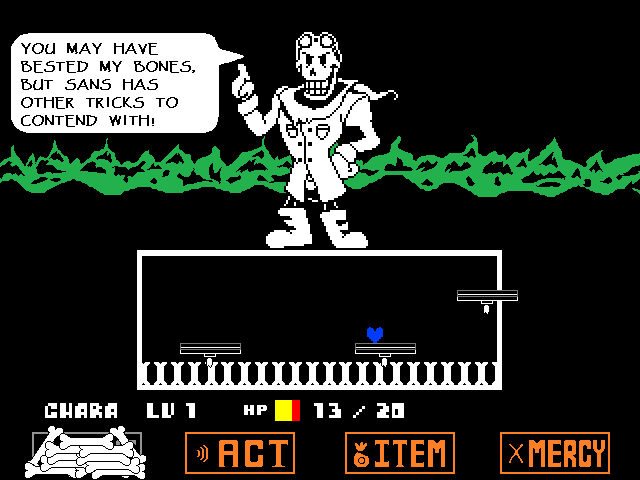 YOU MAY HAVE
BESTED MY BONES,
BUT SANS HAS
OTHER TRICKS TO
CONTEND WITH!
CHARA LV 1 HP 13 / 20
ACT ITEM MERCY